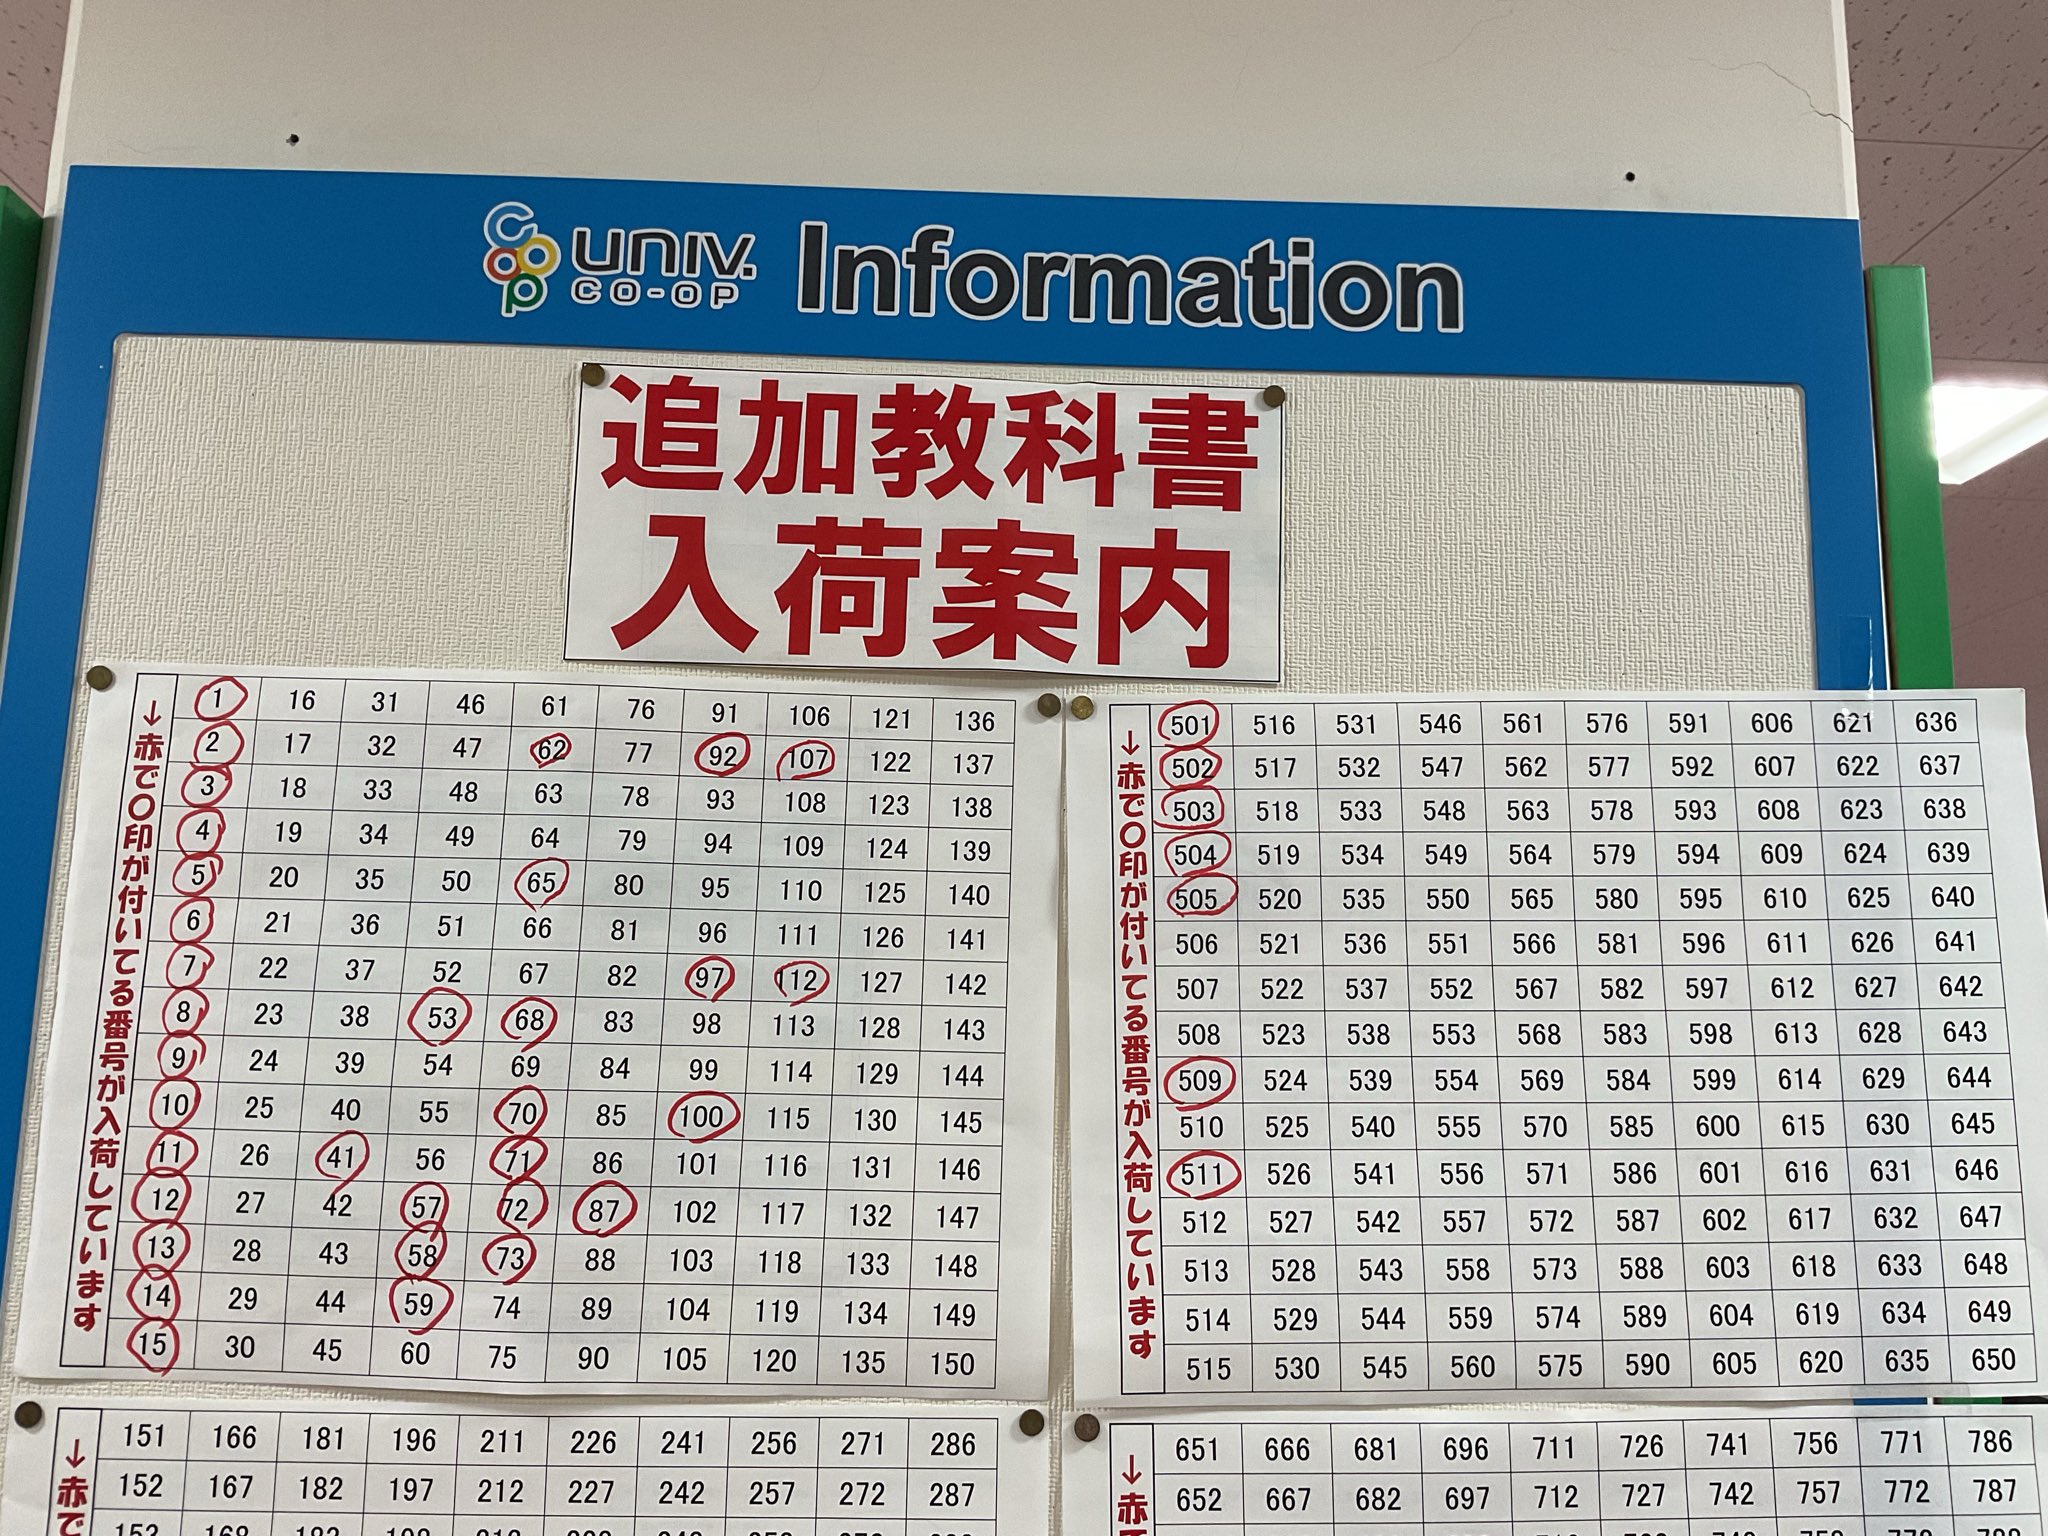 COOP UNIV. CO-OP Information
追加教科書
入荷案内
↓赤で〇印が付いてる番号が入荷しています
1 16 31 46 61 76 91 106 121 136
2 17 32 47 62 77 92 107 122 137
3 18 33 48 63 78 93 108 123 138
4 19 34 49 64 79 94 109 124 139
5 20 35 50 65 80 95 110 125 140
6 21 36 51 66 81 96 111 126 141
7 22 37 52 67 82 97 112 127 142
8 23 38 53 68 83 98 113 128 143
9 24 39 54 69 84 99 114 129 144
10 25 40 55 70 85 100 115 130 145
11 26 41 56 71 86 101 116 131 146
12 27 42 57 72 87 102 117 132 147
13 28 43 58 73 88 103 118 133 148
14 29 44 59 74 89 104 119 134 149
15 30 45 60 75 90 105 120 135 150
↓赤で〇印が付いてる番号が入荷しています
501 516 531 546 561 576 591 606 621 636
502 517 532 547 562 577 592 607 622 637
503 518 533 548 563 578 593 608 623 638
504 519 534 549 564 579 594 609 624 639
505 520 535 550 565 580 595 610 625 640
506 521 536 551 566 581 596 611 626 641
507 522 537 552 567 582 597 612 627 642
508 523 538 553 568 583 598 613 628 643
509 524 539 554 569 584 599 614 629 644
510 525 540 555 570 585 600 615 630 645
511 526 541 556 571 586 601 616 631 646
512 527 542 557 572 587 602 617 632 647
513 528 543 558 573 588 603 618 633 648
514 529 544 559 574 589 604 619 634 649
515 530 545 560 575 590 605 620 635 650
↓赤で
151 166 181 196 211 226 241 256 271 286
152 167 182 197 212 227 242 257 272 287
↓赤
651 666 681 696 711 726 741 756 771 786
652 667 682 697 712 727 742 757 772 787